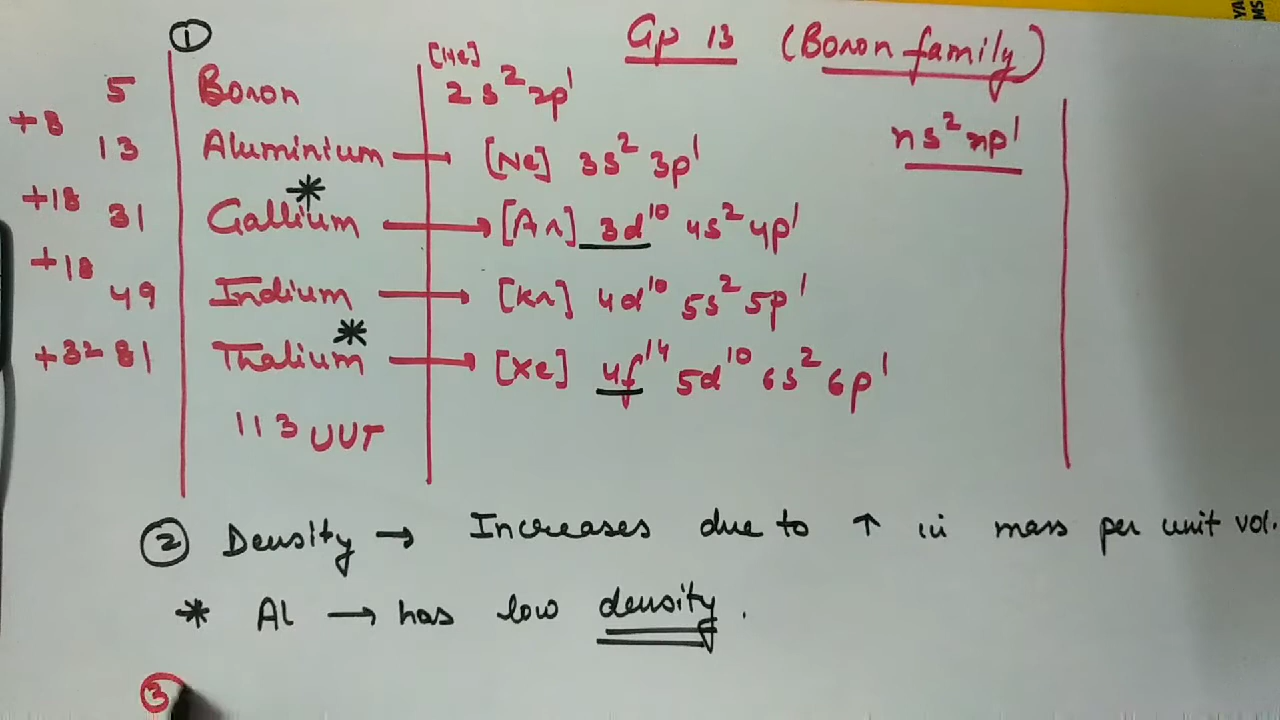 ① Gp 13 (Boron family)
5 Boron [He] 2s² 2p¹
+8 13 Aluminium — [Ne] 3s² 3p¹ ns² np¹
+18 31 Gallium * → [Ar] 3d¹⁰ 4s² 4p¹
+18 49 Indium → [Kr] 4d¹⁰ 5s² 5p¹
+32 81 Thalium * → [Xe] 4f¹⁴ 5d¹⁰ 6s² 6p¹
113 UUT
② Density → Increases due to ↑ in mass per unit vol.
* Al → has low density.
③